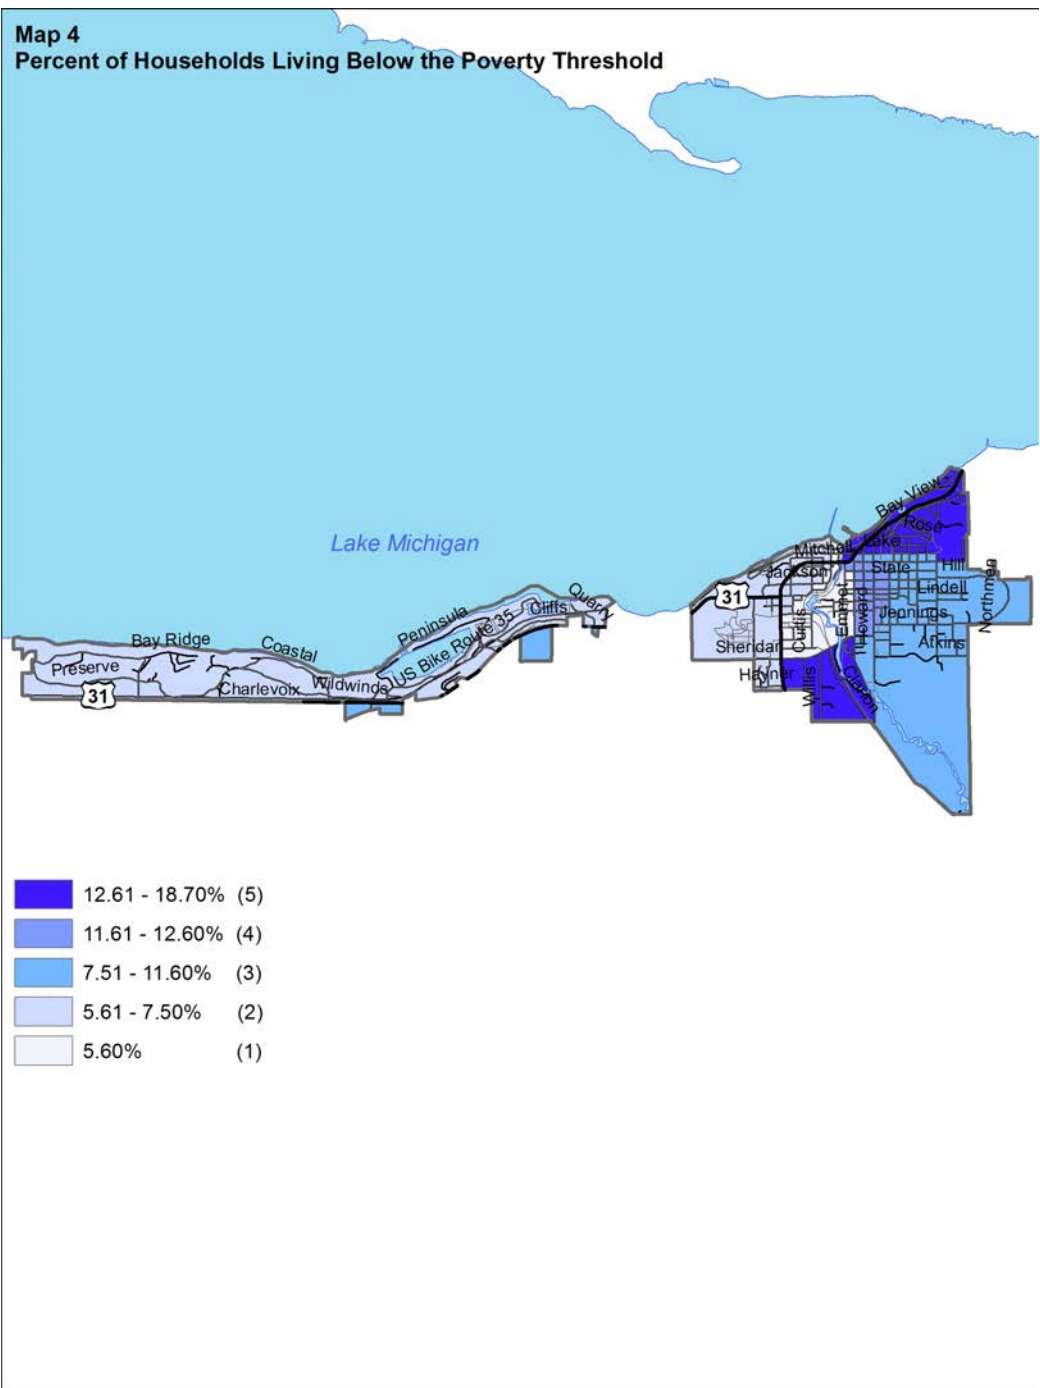 Map 4
Percent of Households Living Below the Poverty Threshold
Lake Michigan
Bay View
Rose
Lake
Mitchell
State
Hill
Jackson
Lindell
Northmen
31
Emmet
Howard
Jennings
Curtis
Atkins
Sheridan
Hayner
Willis
Clarion
Quarry
Cliffs
Peninsula
US Bike Route 35
Bay Ridge
Coastal
Preserve
Wildwinds
Charlevoix
31
12.61 - 18.70% (5)
11.61 - 12.60% (4)
7.51 - 11.60% (3)
5.61 - 7.50% (2)
5.60% (1)